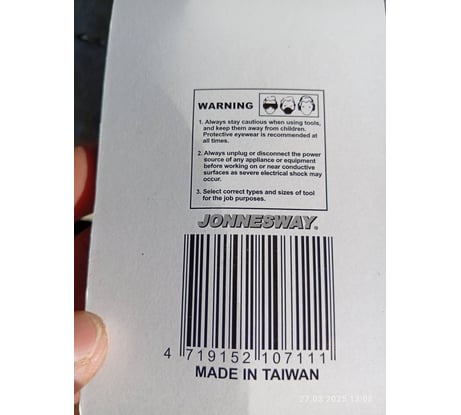 WARNING
1. Always stay cautious when using tools,
and keep them away from children.
Protective eyewear is recommended at
all times.
2. Always unplug or disconnect the power
source of any appliance or equipment
before working on or near conductive
surfaces as severe electrical shock may
occur.
3. Select correct types and sizes of tool
for the job purposes.
JONNESWAY®
4 719152 107111
MADE IN TAIWAN
27.03.2025 13:08